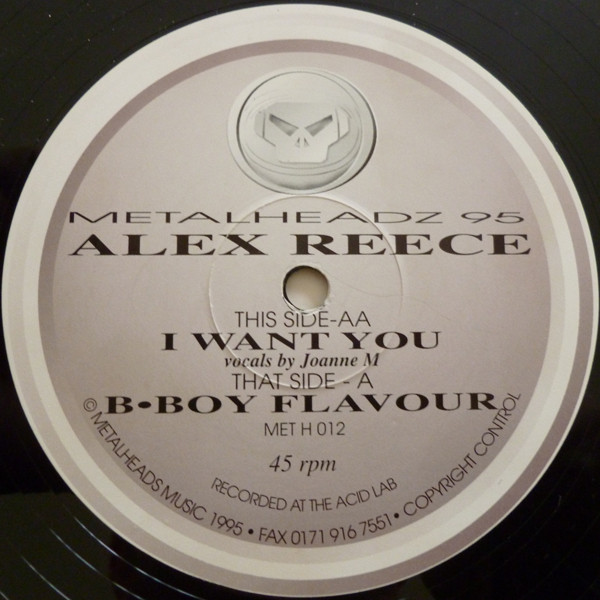 METALHEADZ 95
ALEX REECE
THIS SIDE-AA
I WANT YOU
vocals by Joanne M
THAT SIDE - A
B•BOY FLAVOUR
MET H 012
45 rpm
RECORDED AT THE ACID LAB
© METALHEADS MUSIC 1995 • FAX 0171 916 7551 • COPYRIGHT CONTROL